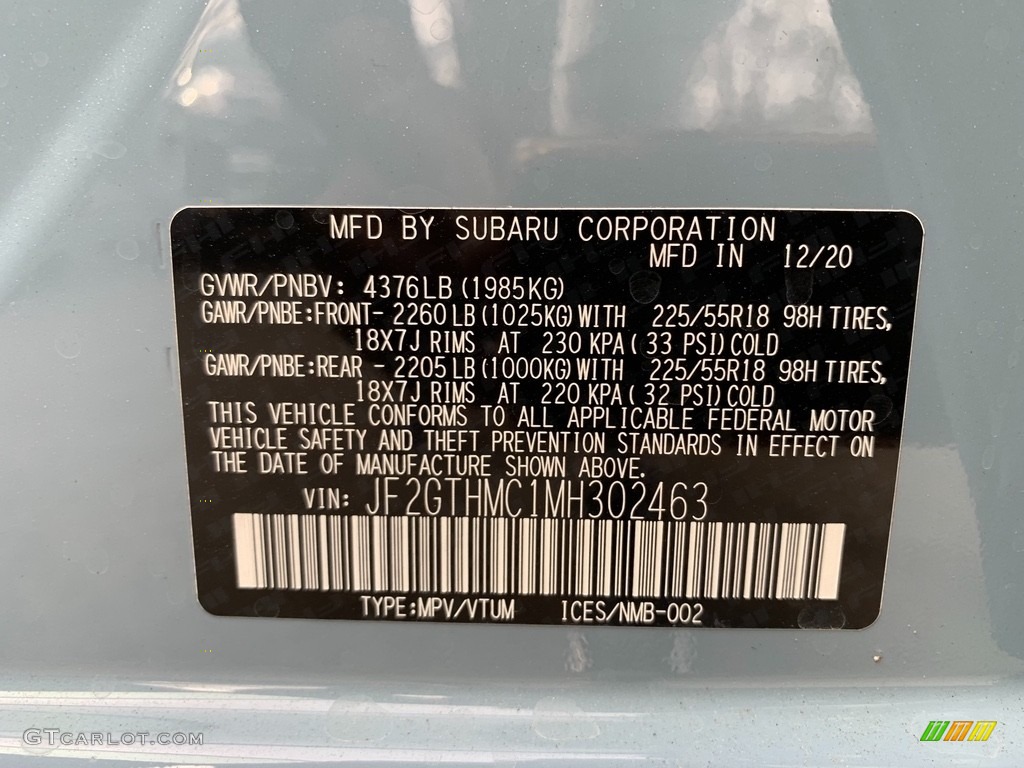 MFD BY SUBARU CORPORATION
MFD IN 12/20
GVWR/PNBV: 4376LB (1985KG)
GAWR/PNBE:FRONT- 2260 LB (1025KG) WITH 225/55R18 98H TIRES,
18X7J RIMS AT 230 KPA ( 33 PSI) COLD
GAWR/PNBE:REAR - 2205 LB (1000KG) WITH 225/55R18 98H TIRES,
18X7J RIMS AT 220 KPA ( 32 PSI) COLD
THIS VEHICLE CONFORMS TO ALL APPLICABLE FEDERAL MOTOR
VEHICLE SAFETY AND THEFT PREVENTION STANDARDS IN EFFECT ON
THE DATE OF MANUFACTURE SHOWN ABOVE.
VIN: JF2GTHMC1MH302463
TYPE:MPV/VTUM ICES/NMB-002
GTCARLOT.COM